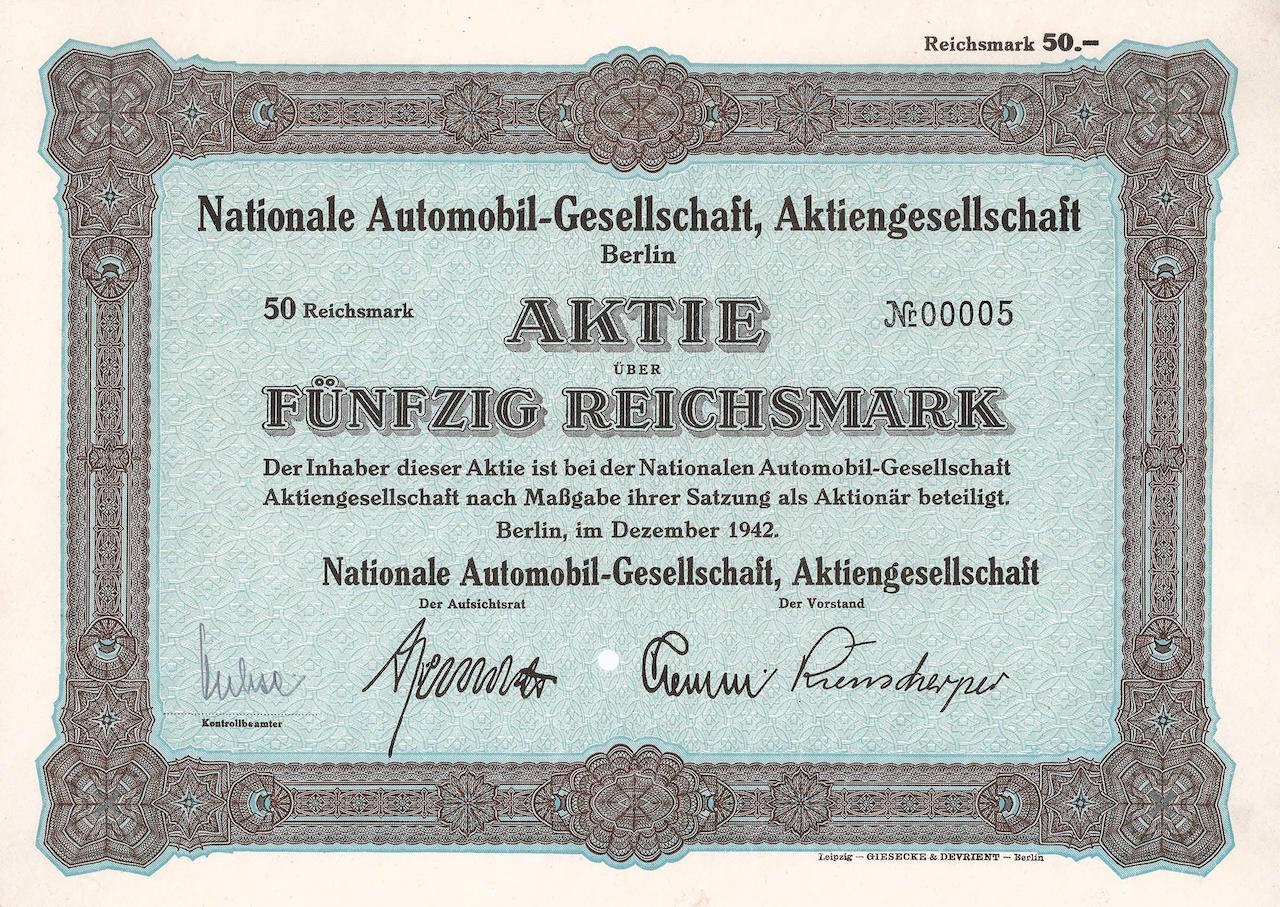 Reichsmark 50.–
Nationale Automobil-Gesellschaft, Aktiengesellschaft
Berlin
50 Reichsmark
AKTIE
Nr. 00005
ÜBER
FÜNFZIG REICHSMARK
Der Inhaber dieser Aktie ist bei der Nationalen Automobil-Gesellschaft
Aktiengesellschaft nach Maßgabe ihrer Satzung als Aktionär beteiligt.
Berlin, im Dezember 1942.
Nationale Automobil-Gesellschaft, Aktiengesellschaft
Der Aufsichtsrat
Der Vorstand
Kontrollbeamter
Leipzig — GIESECKE & DEVRIENT — Berlin